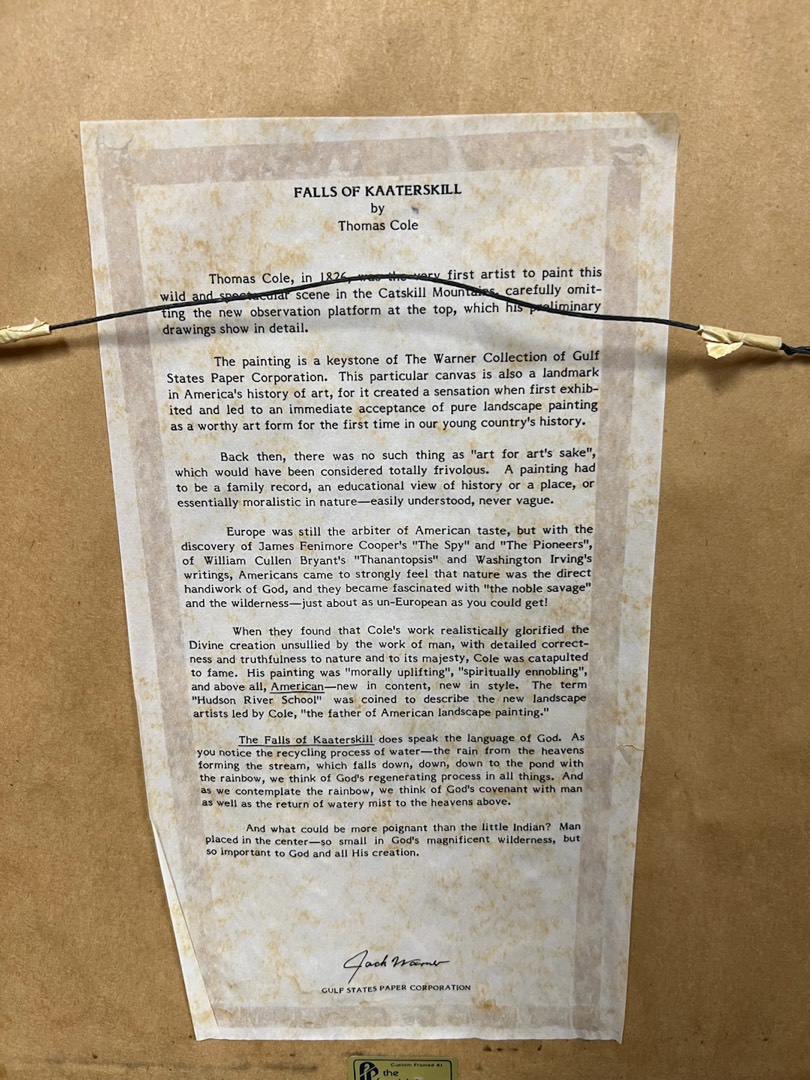 FALLS OF KAATERSKILL
by
Thomas Cole
Thomas Cole, in 1826, was the very first artist to paint this
wild and spectacular scene in the Catskill Mountains, carefully omit-
ting the new observation platform at the top, which his preliminary
drawings show in detail.
The painting is a keystone of The Warner Collection of Gulf
States Paper Corporation. This particular canvas is also a landmark
in America's history of art, for it created a sensation when first exhib-
ited and led to an immediate acceptance of pure landscape painting
as a worthy art form for the first time in our young country's history.
Back then, there was no such thing as "art for art's sake",
which would have been considered totally frivolous. A painting had
to be a family record, an educational view of history or a place, or
essentially moralistic in nature—easily understood, never vague.
Europe was still the arbiter of American taste, but with the
discovery of James Fenimore Cooper's "The Spy" and "The Pioneers",
of William Cullen Bryant's "Thanantopsis" and Washington Irving's
writings, Americans came to strongly feel that nature was the direct
handiwork of God, and they became fascinated with "the noble savage"
and the wilderness—just about as un-European as you could get!
When they found that Cole's work realistically glorified the
Divine creation unsullied by the work of man, with detailed correct-
ness and truthfulness to nature and to its majesty, Cole was catapulted
to fame. His painting was "morally uplifting", "spiritually ennobling",
and above all, American—new in content, new in style. The term
"Hudson River School" was coined to describe the new landscape
artists led by Cole, "the father of American landscape painting."
The Falls of Kaaterskill does speak the language of God. As
you notice the recycling process of water—the rain from the heavens
forming the stream, which falls down, down, down to the pond with
the rainbow, we think of God's regenerating process in all things. And
as we contemplate the rainbow, we think of God's covenant with man
as well as the return of watery mist to the heavens above.
And what could be more poignant than the little Indian? Man
placed in the center—so small in God's magnificent wilderness, but
so important to God and all His creation.
Jack Warner
GULF STATES PAPER CORPORATION
Custom Framed At
the